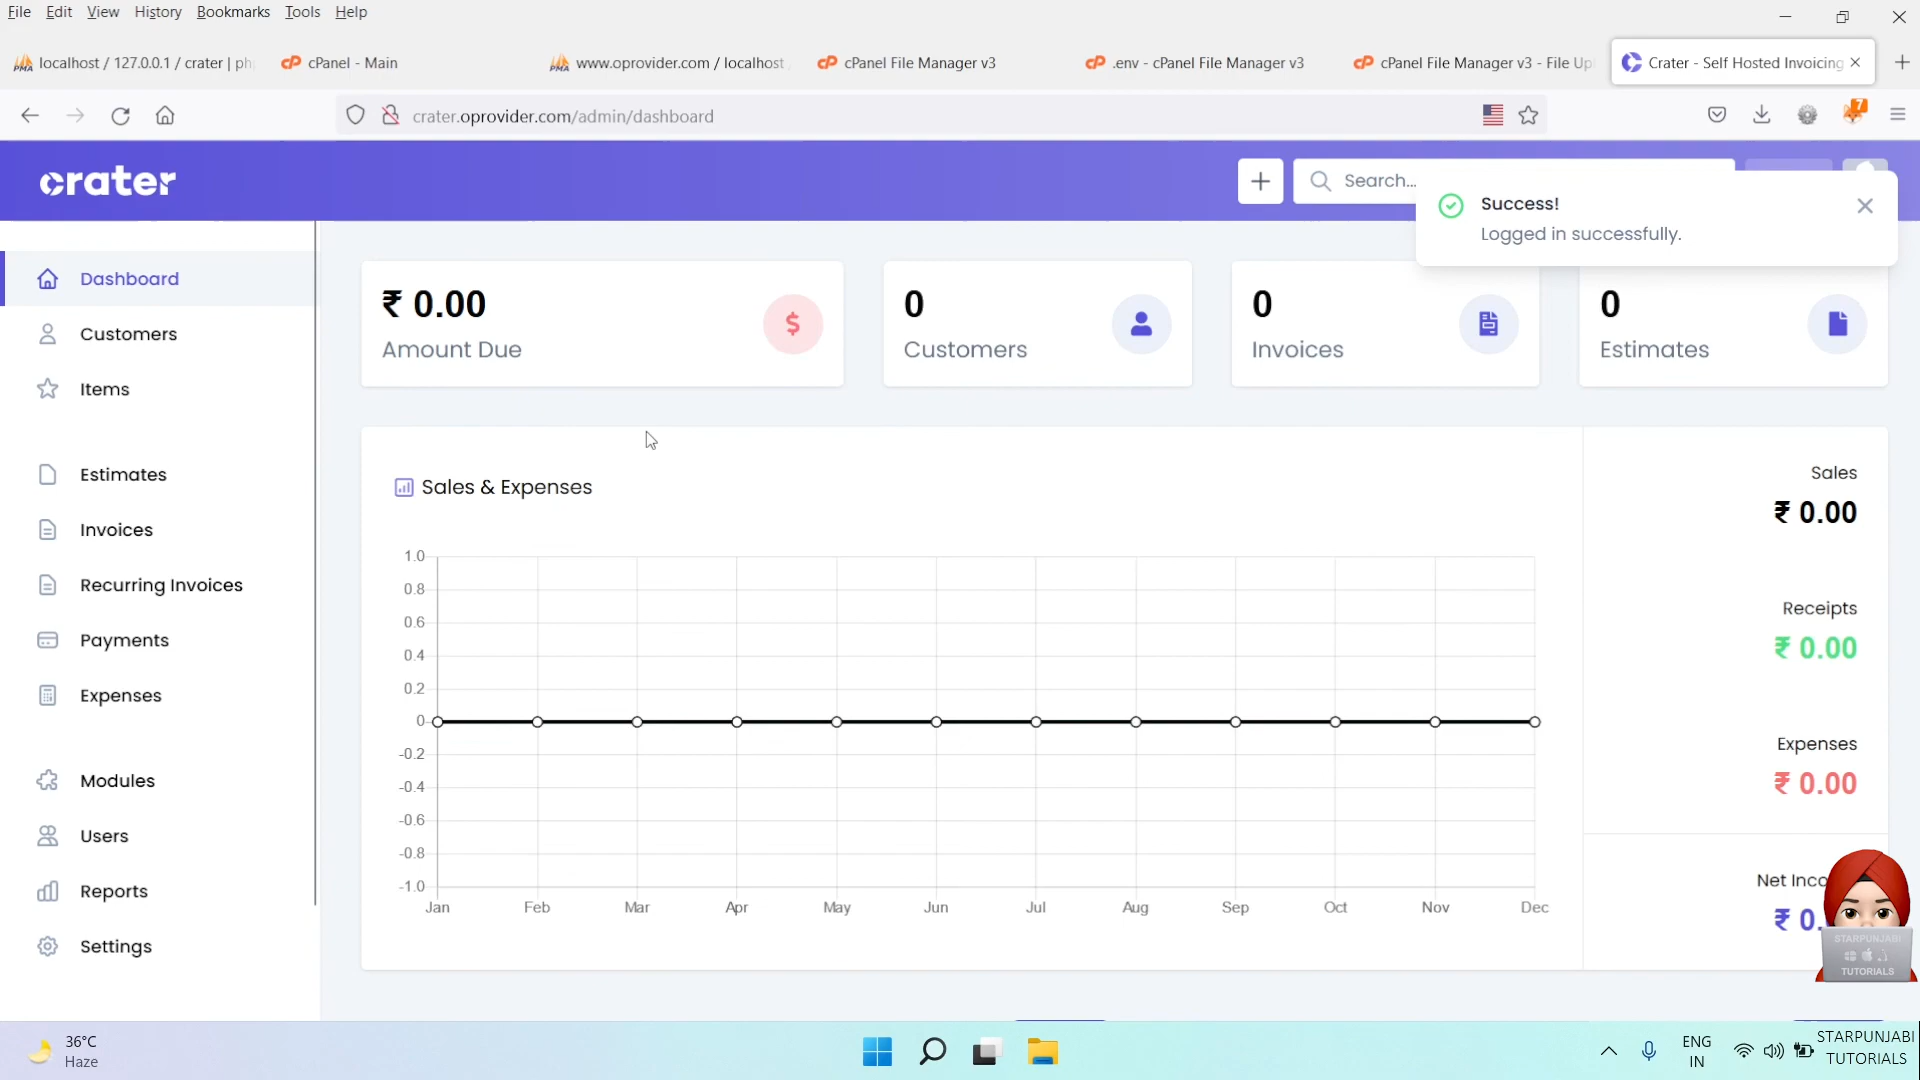 File Edit View History Bookmarks Tools Help
localhost / 127.0.0.1 / crater | ph
cPanel - Main
www.oprovider.com / localhost
cPanel File Manager v3
.env - cPanel File Manager v3
cPanel File Manager v3 - File Up
Crater - Self Hosted Invoicing
crater.oprovider.com/admin/dashboard
7
crater
Search...
Success!
Logged in successfully.
Dashboard
Customers
Items
Estimates
Invoices
Recurring Invoices
Payments
Expenses
Modules
Users
Reports
Settings
₹ 0.00
Amount Due
0
Customers
0
Invoices
0
Estimates
Sales & Expenses
1.0
0.8
0.6
0.4
0.2
0
-0.2
-0.4
-0.6
-0.8
-1.0
Jan Feb Mar Apr May Jun Jul Aug Sep Oct Nov Dec
Sales
₹ 0.00
Receipts
₹ 0.00
Expenses
₹ 0.00
Net Inco
₹ 0.
STARPUNJABI
TUTORIALS
36°C
Haze
ENG
IN
STARPUNJABI
TUTORIALS